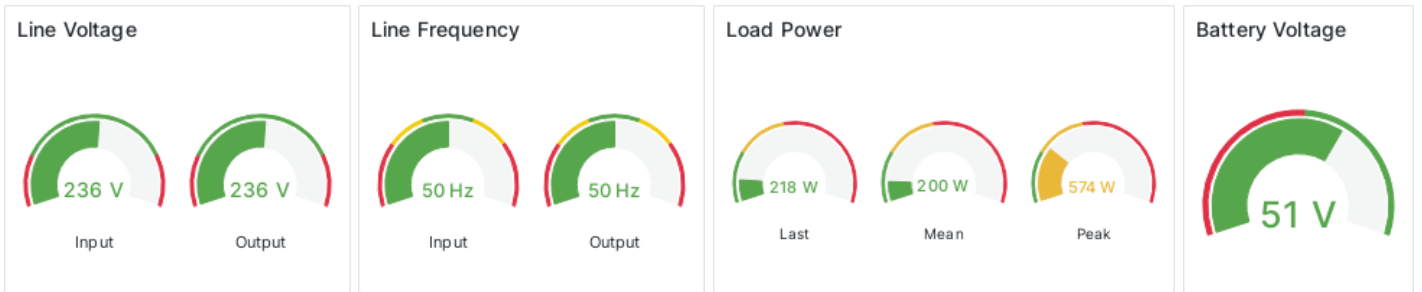 Line Voltage
236 V
Input
236 V
Output
Line Frequency
50 Hz
Input
50 Hz
Output
Load Power
218 W
Last
200 W
Mean
574 W
Peak
Battery Voltage
51 V